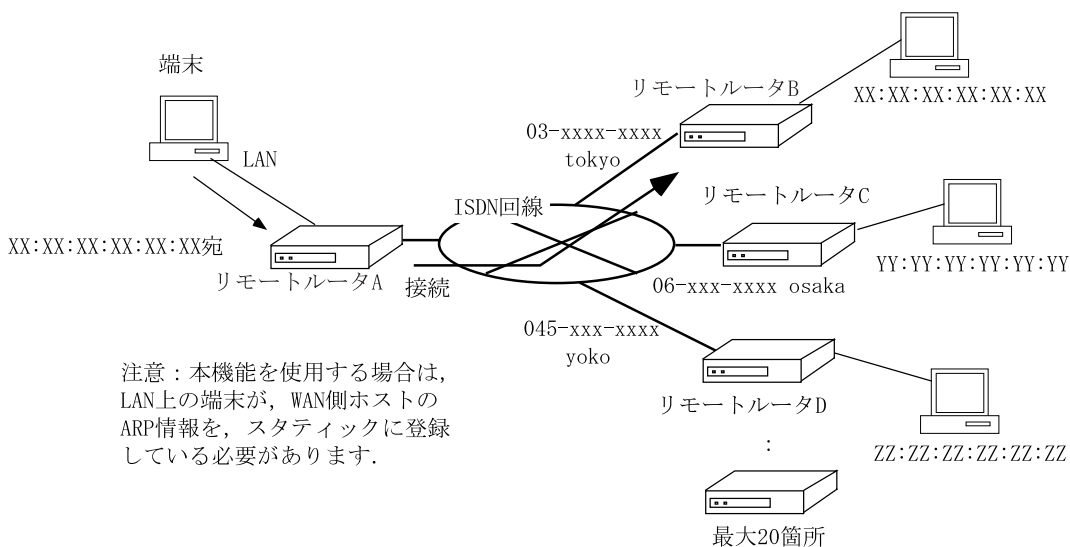 端末
リモートルータB
XX:XX:XX:XX:XX:XX
03-xxxx-xxxx
tokyo
LAN
ISDN回線
リモートルータC
XX:XX:XX:XX:XX:XX宛
リモートルータA
接続
YY:YY:YY:YY:YY:YY
06-xxx-xxxx osaka
045-xxx-xxxx
yoko
注意：本機能を使用する場合は，
LAN上の端末が，WAN側ホストの
ARP情報を，スタティックに登録
している必要があります．
リモートルータD
:
ZZ:ZZ:ZZ:ZZ:ZZ:ZZ
最大20箇所